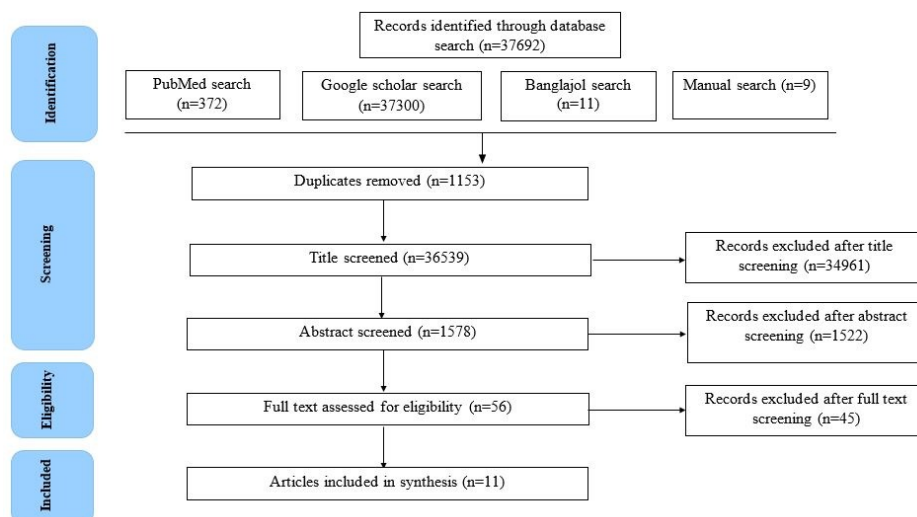 Identification
Records identified through database
search (n=37692)
PubMed search
(n=372)
Google scholar search
(n=37300)
Banglajol search
(n=11)
Manual search (n=9)
Screening
Duplicates removed (n=1153)
Title screened (n=36539)
Records excluded after title
screening (n=34961)
Abstract screened (n=1578)
Records excluded after abstract
screening (n=1522)
Eligibility
Full text assessed for eligibility (n=56)
Records excluded after full text
screening (n=45)
Included
Articles included in synthesis (n=11)